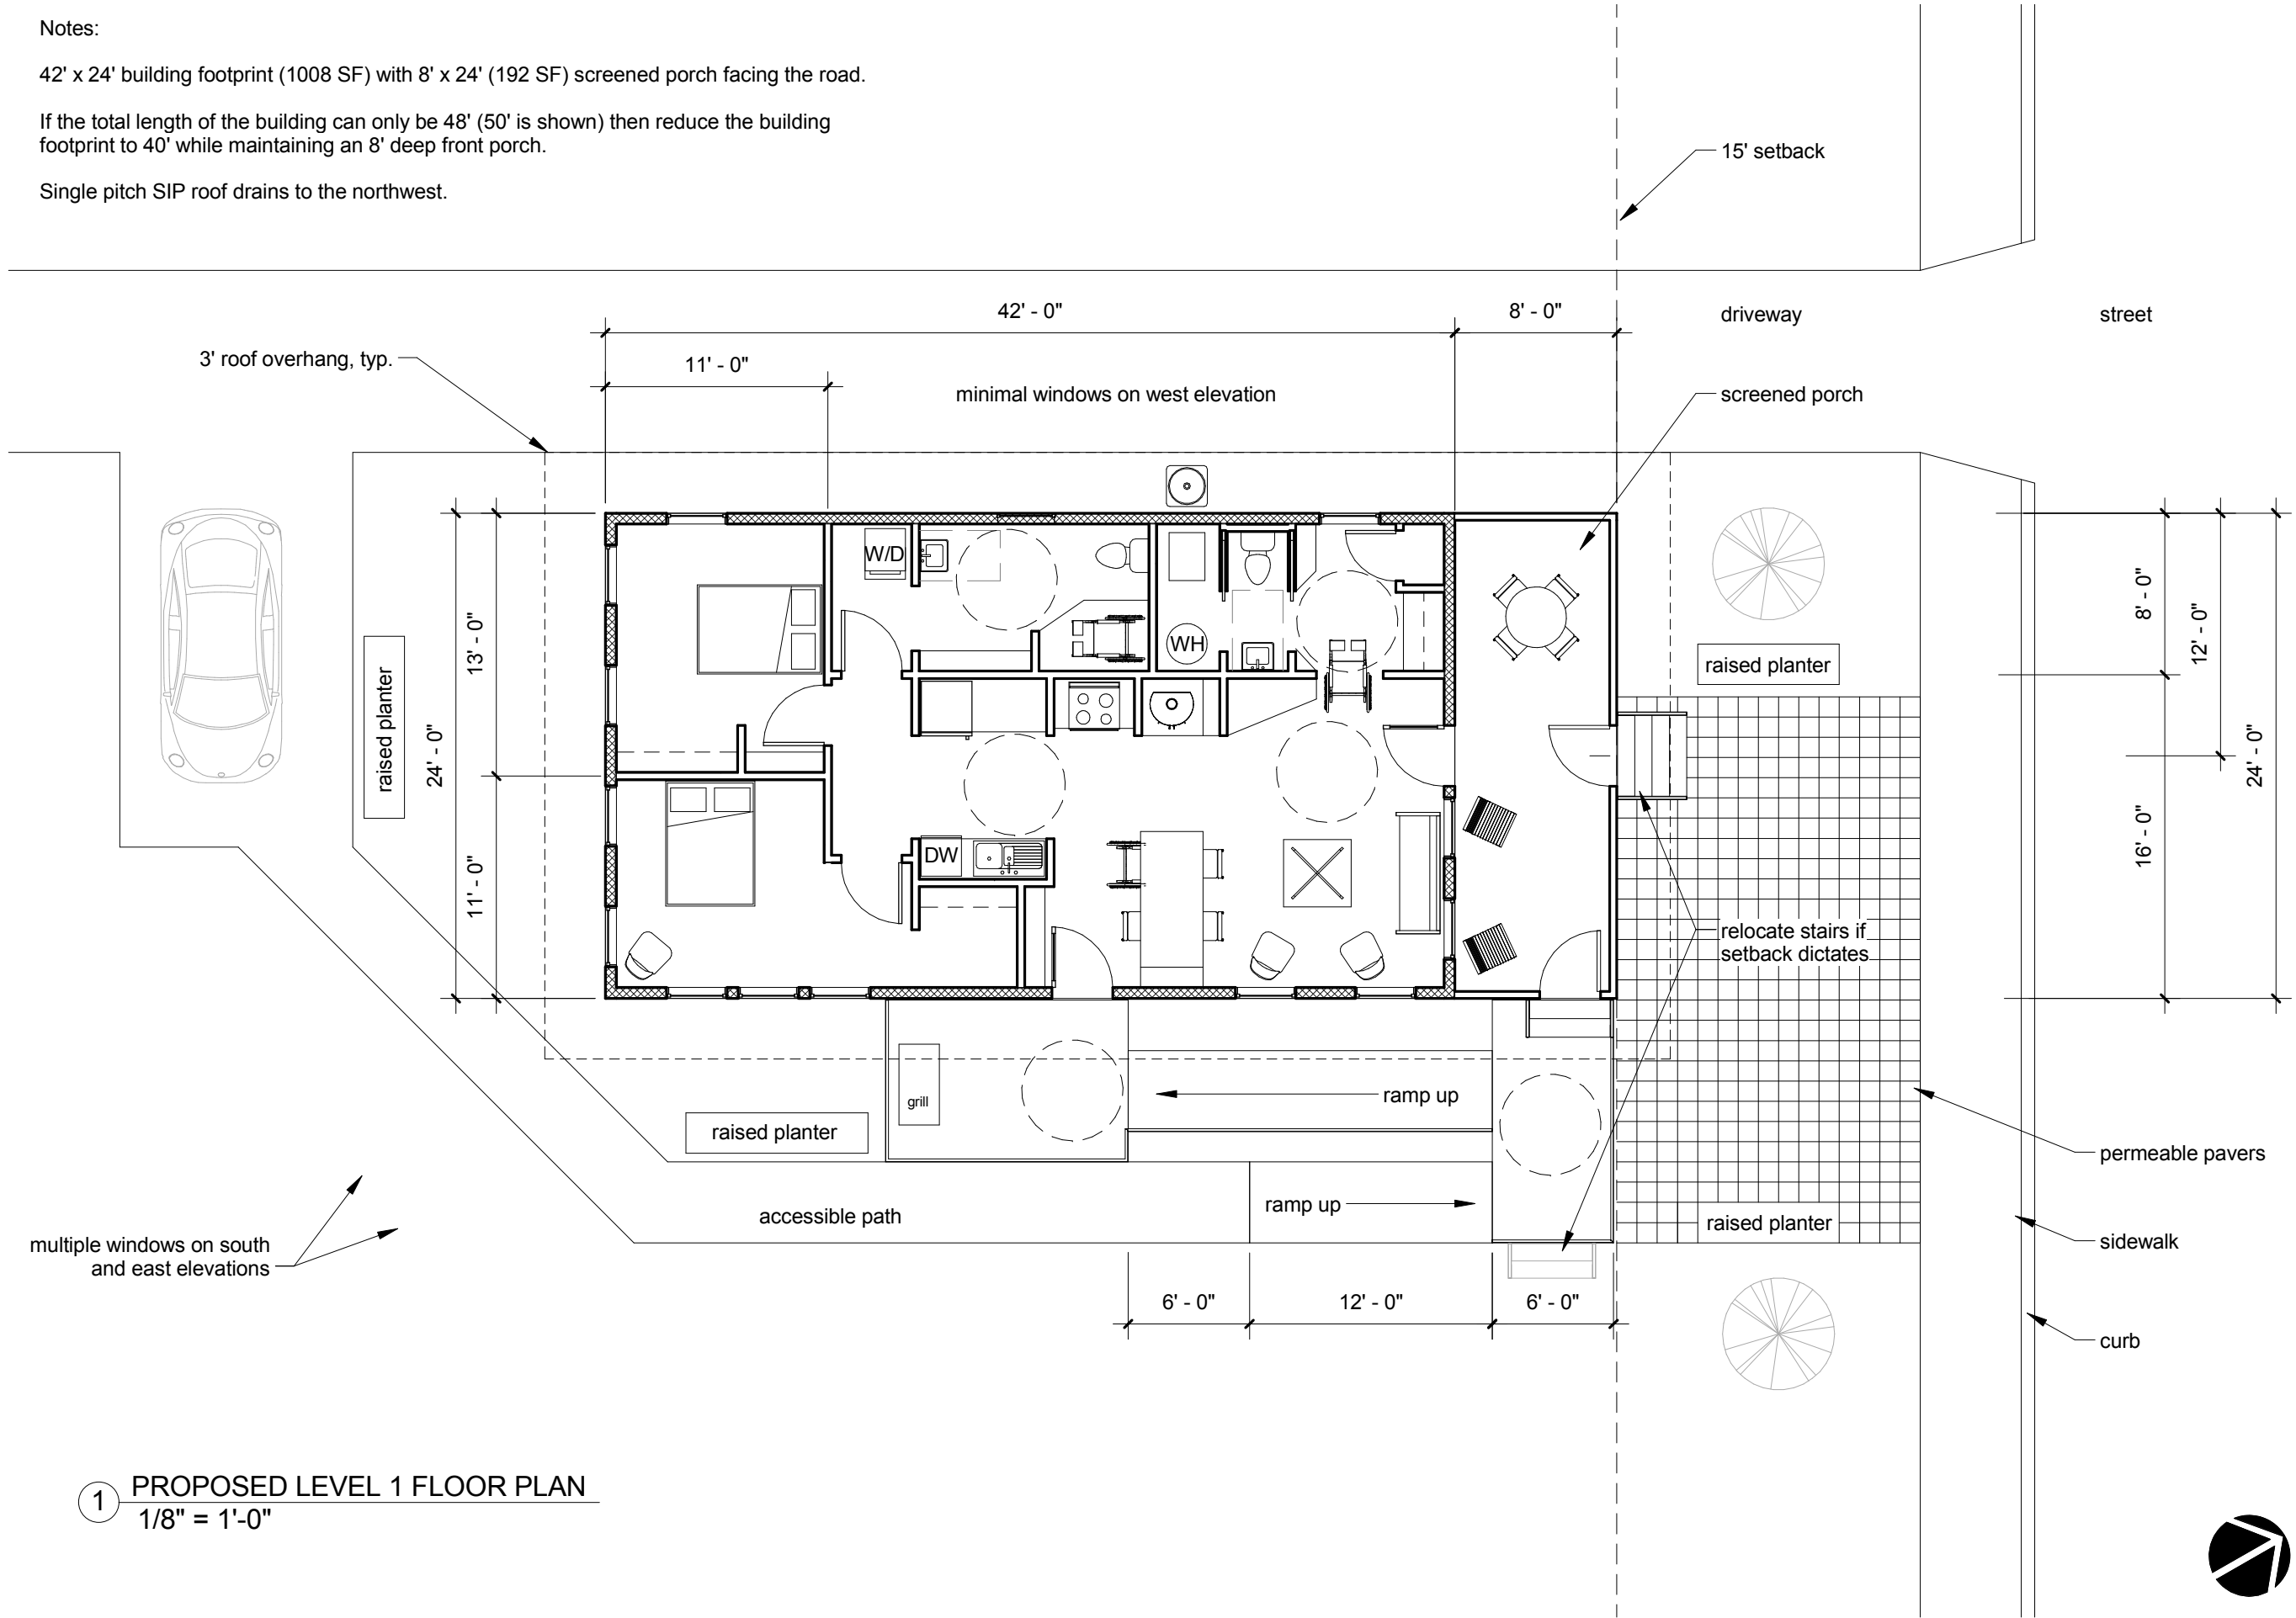 Notes:
42' x 24' building footprint (1008 SF) with 8' x 24' (192 SF) screened porch facing the road.
If the total length of the building can only be 48' (50' is shown) then reduce the building
footprint to 40' while maintaining an 8' deep front porch.
Single pitch SIP roof drains to the northwest.
15' setback
42' - 0"
8' - 0"
driveway
street
3' roof overhang, typ.
11' - 0"
minimal windows on west elevation
screened porch
W/D
WH
DW
13' - 0"
24' - 0"
11' - 0"
raised planter
8' - 0"
12' - 0"
24' - 0"
16' - 0"
raised planter
relocate stairs if
setback dictates
grill
ramp up
raised planter
permeable pavers
accessible path
ramp up
raised planter
sidewalk
multiple windows on south
and east elevations
6' - 0"
12' - 0"
6' - 0"
curb
1
PROPOSED LEVEL 1 FLOOR PLAN
1/8" = 1'-0"